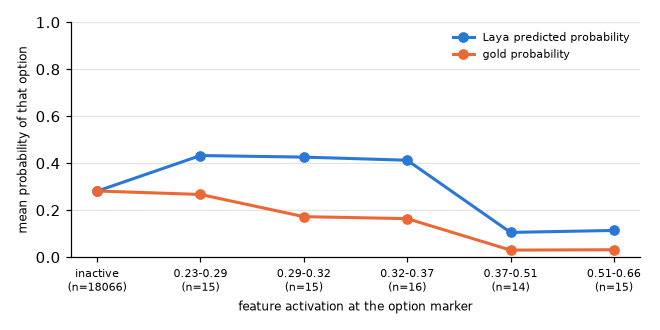 mean probability of that option
1.0
0.8
0.6
0.4
0.2
0.0
Laya predicted probability
gold probability
inactive
(n=18066)
0.23-0.29
(n=15)
0.29-0.32
(n=15)
0.32-0.37
(n=16)
0.37-0.51
(n=14)
0.51-0.66
(n=15)
feature activation at the option marker